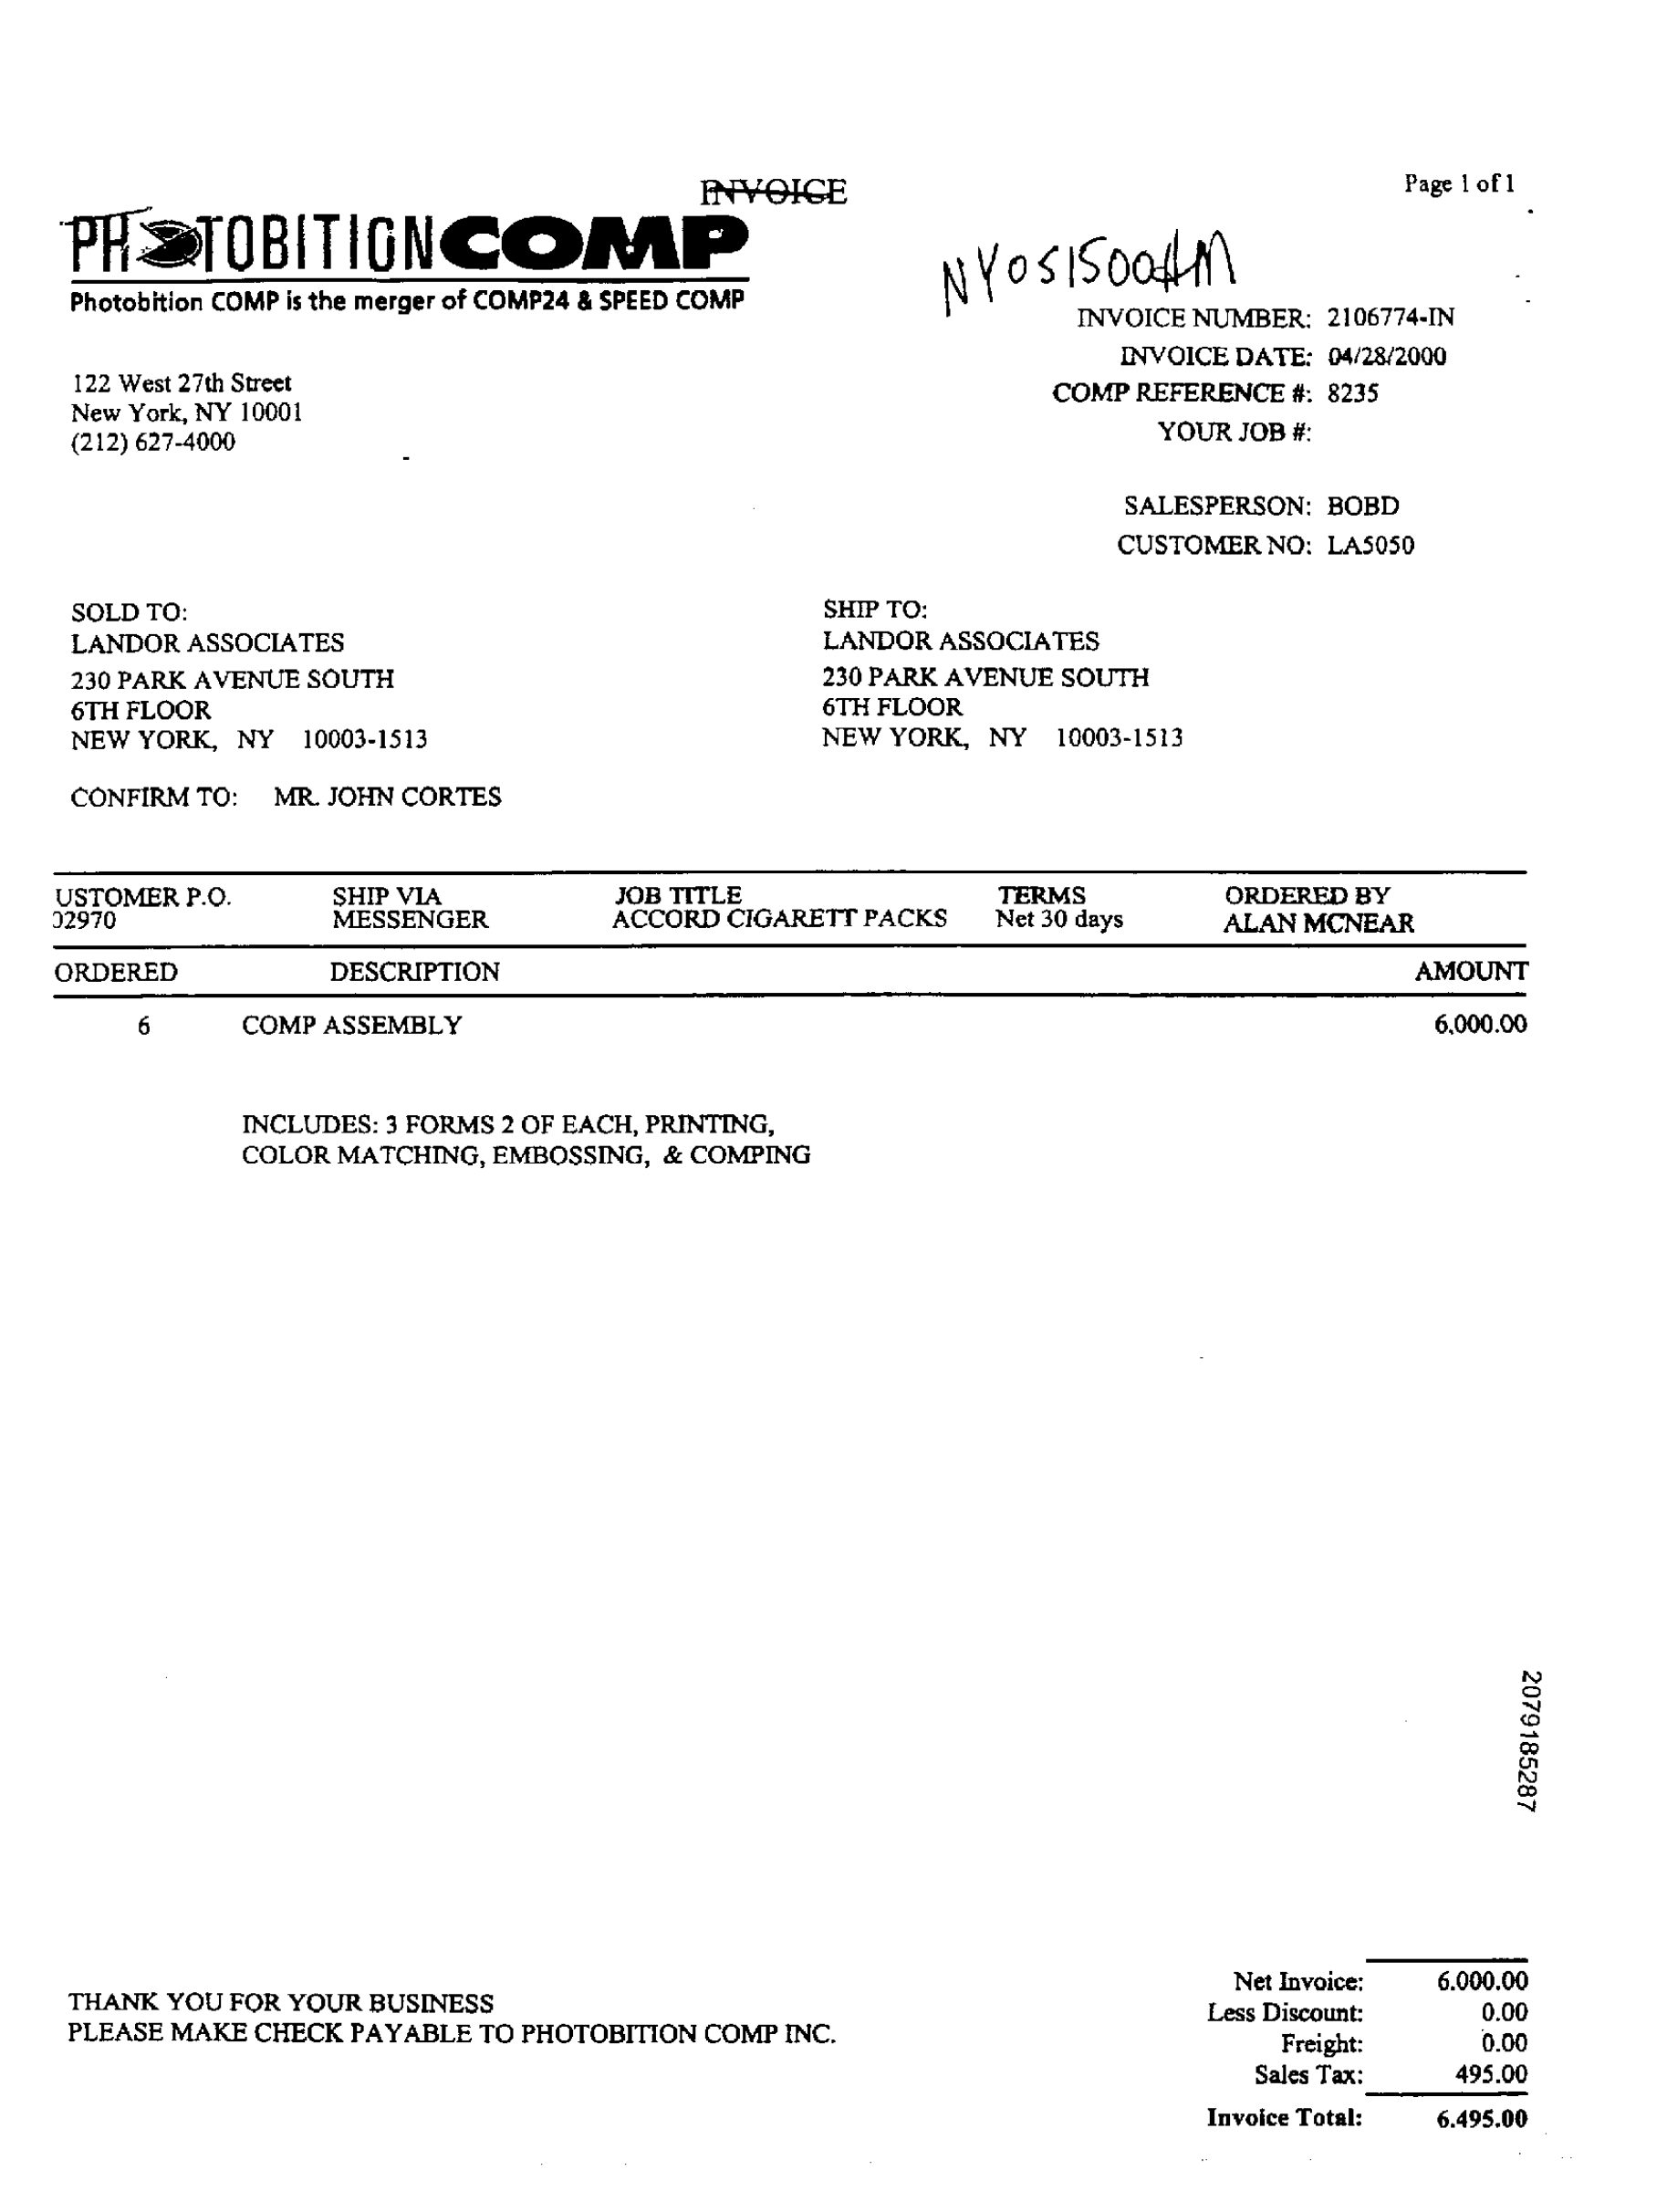 INVOICE
Page 1 of 1
PHOTOBITION COMP
Photobition COMP is the merger of COMP24 & SPEED COMP
NY051500AM
INVOICE NUMBER: 2106774-IN
INVOICE DATE: 04/28/2000
COMP REFERENCE #: 8235
YOUR JOB #:
122 West 27th Street
New York, NY 10001
(212) 627-4000
SALESPERSON: BOBD
CUSTOMER NO: LA5050
SOLD TO:
LANDOR ASSOCIATES
230 PARK AVENUE SOUTH
6TH FLOOR
NEW YORK, NY 10003-1513
SHIP TO:
LANDOR ASSOCIATES
230 PARK AVENUE SOUTH
6TH FLOOR
NEW YORK, NY 10003-1513
CONFIRM TO: MR. JOHN CORTES
USTOMER P.O. SHIP VIA JOB TITLE TERMS ORDERED BY
02970 MESSENGER ACCORD CIGARETT PACKS Net 30 days ALAN MCNEAR
ORDERED DESCRIPTION AMOUNT
6 COMP ASSEMBLY 6,000.00
INCLUDES: 3 FORMS 2 OF EACH, PRINTING,
COLOR MATCHING, EMBOSSING, & COMPING
2079185287
THANK YOU FOR YOUR BUSINESS
PLEASE MAKE CHECK PAYABLE TO PHOTOBITION COMP INC.
Net Invoice: 6,000.00
Less Discount: 0.00
Freight: 0.00
Sales Tax: 495.00
Invoice Total: 6,495.00